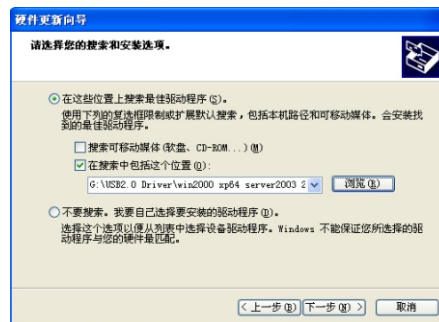 硬件更新向导
请选择您的搜索和安装选项。
在这些位置上搜索最佳驱动程序(S)。
使用下列的复选框限制或扩展默认搜索，包括本机路径和可移动媒体。会安装找
到的最佳驱动程序。
搜索可移动媒体(软盘、CD-ROM...)(M)
在搜索中包括这个位置(O):
G:\USB2.0 Driver\win2000 xp64 server2003 2
浏览(R)
不要搜索。我要自己选择要安装的驱动程序(D)。
选择这个选项以便从列表中选择设备驱动程序。Windows 不能保证您所选择的驱
动程序与您的硬件最匹配。
< 上一步(B) 下一步(N) > 取消